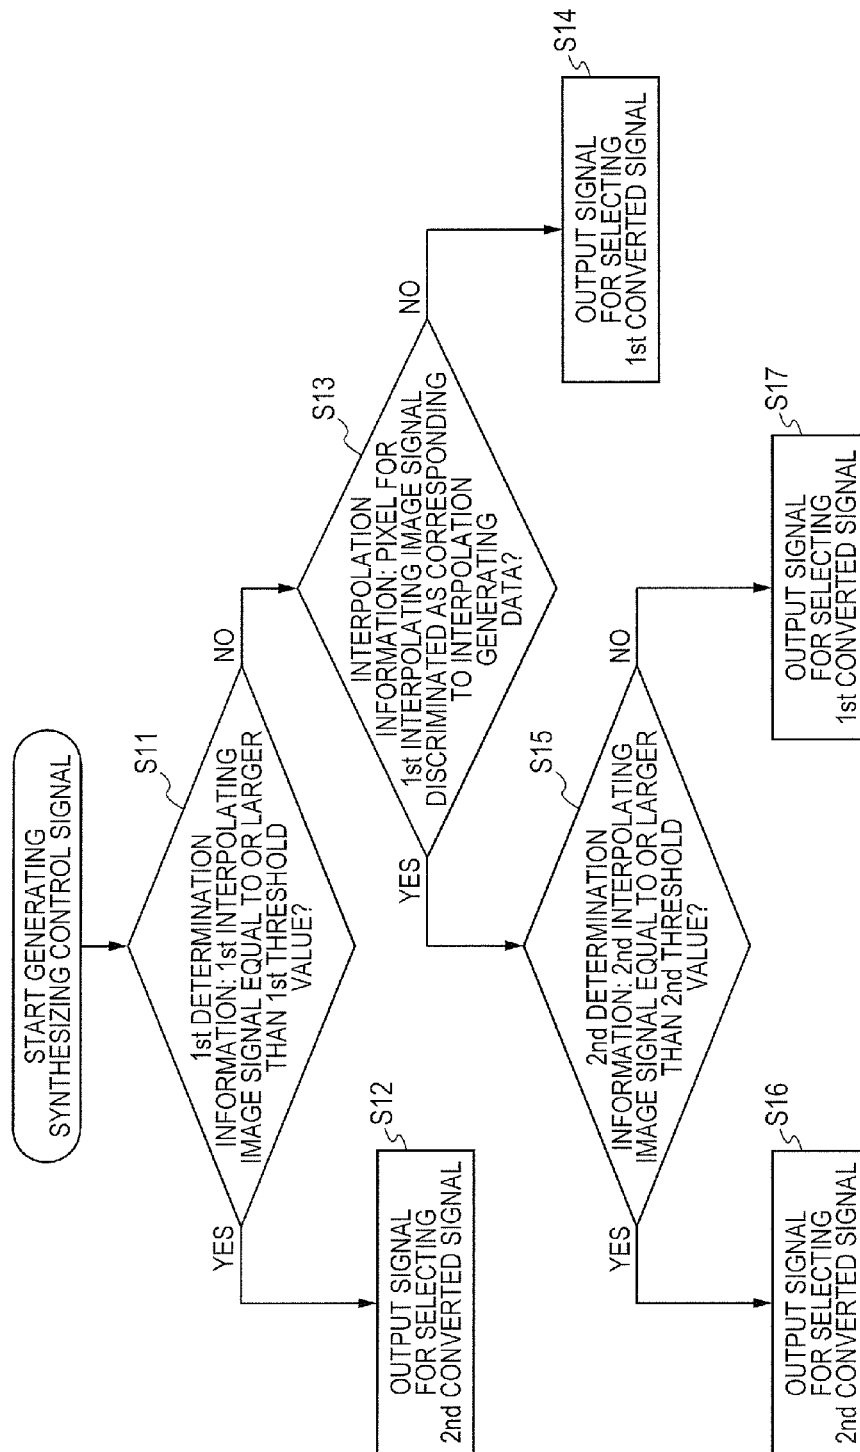 START GENERATING
SYNTHESIZING CONTROL SIGNAL
S11
1st DETERMINATION
INFORMATION: 1st INTERPOLATING
IMAGE SIGNAL EQUAL TO OR LARGER
THAN 1st THRESHOLD
VALUE?
YES
NO
S12
OUTPUT SIGNAL
FOR SELECTING
2nd CONVERTED SIGNAL
S13
INTERPOLATION
INFORMATION: PIXEL FOR
1st INTERPOLATING IMAGE SIGNAL
DISCRIMINATED AS CORRESPONDING
TO INTERPOLATION
GENERATING
DATA?
YES
NO
S14
OUTPUT SIGNAL
FOR SELECTING
1st CONVERTED SIGNAL
S15
2nd DETERMINATION
INFORMATION: 2nd INTERPOLATING
IMAGE SIGNAL EQUAL TO OR LARGER
THAN 2nd THRESHOLD
VALUE?
YES
NO
S16
OUTPUT SIGNAL
FOR SELECTING
2nd CONVERTED SIGNAL
S17
OUTPUT SIGNAL
FOR SELECTING
1st CONVERTED SIGNAL